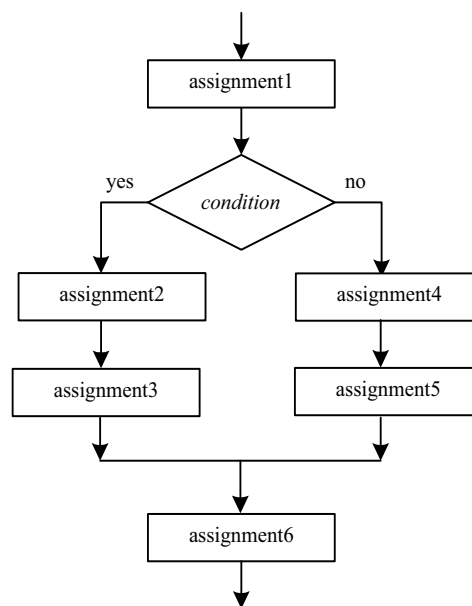 assignment1
yes
no
condition
assignment2
assignment4
assignment3
assignment5
assignment6